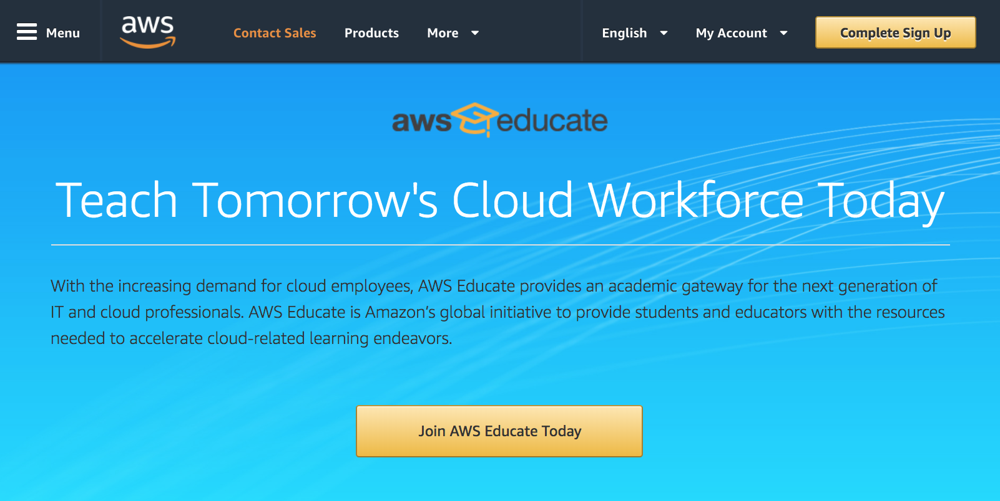 Menu
aws
Contact Sales
Products
More
English
My Account
Complete Sign Up
aws educate
Teach Tomorrow's Cloud Workforce Today
With the increasing demand for cloud employees, AWS Educate provides an academic gateway for the next generation of
IT and cloud professionals. AWS Educate is Amazon’s global initiative to provide students and educators with the resources
needed to accelerate cloud-related learning endeavors.
Join AWS Educate Today